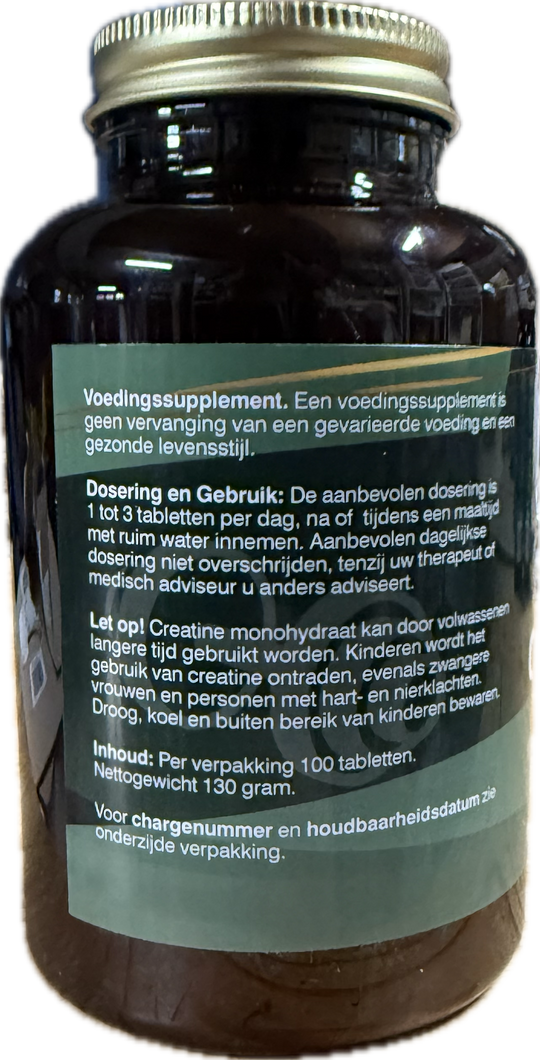 Voedingssupplement. Een voedingssupplement is
geen vervanging van een gevarieerde voeding en een
gezonde levensstijl.
Dosering en Gebruik: De aanbevolen dosering is
1 tot 3 tabletten per dag, na of tijdens een maaltijd
met ruim water innemen. Aanbevolen dagelijkse
dosering niet overschrijden, tenzij uw therapeut of
medisch adviseur u anders adviseert.
Let op! Creatine monohydraat kan door volwassenen
langere tijd gebruikt worden. Kinderen wordt het
gebruik van creatine ontraden, evenals zwangere
vrouwen en personen met hart- en nierklachten.
Droog, koel en buiten bereik van kinderen bewaren.
Inhoud: Per verpakking 100 tabletten.
Nettogewicht 130 gram.
Voor chargenummer en houdbaarheidsdatum zie
onderzijde verpakking.